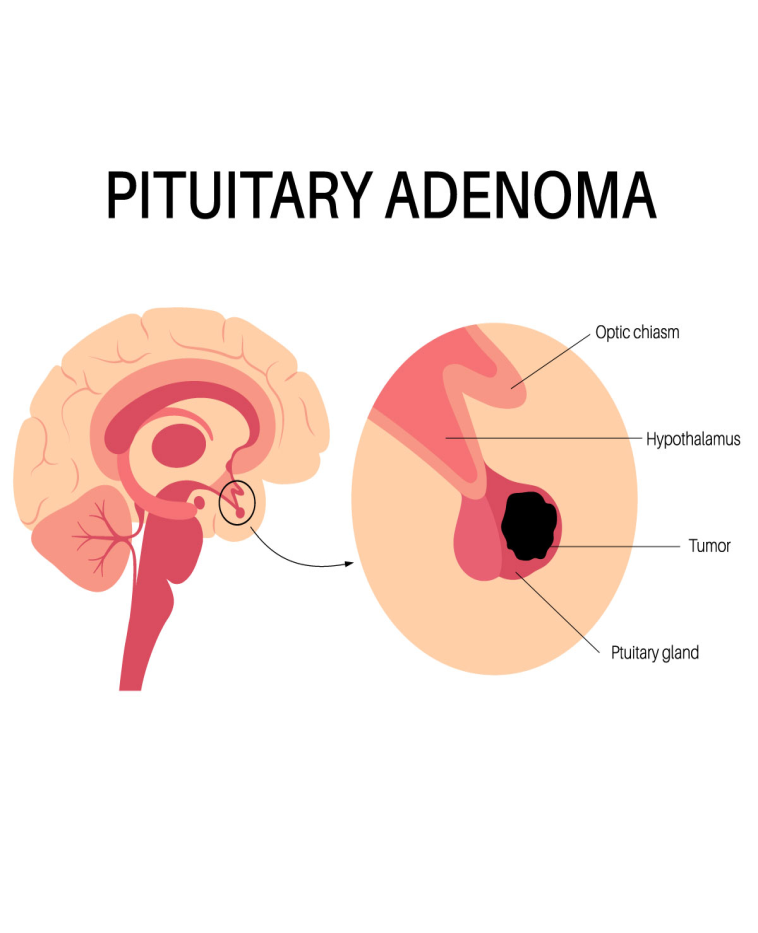 PITUITARY ADENOMA
Optic chiasm
Hypothalamus
Tumor
Ptuitary gland